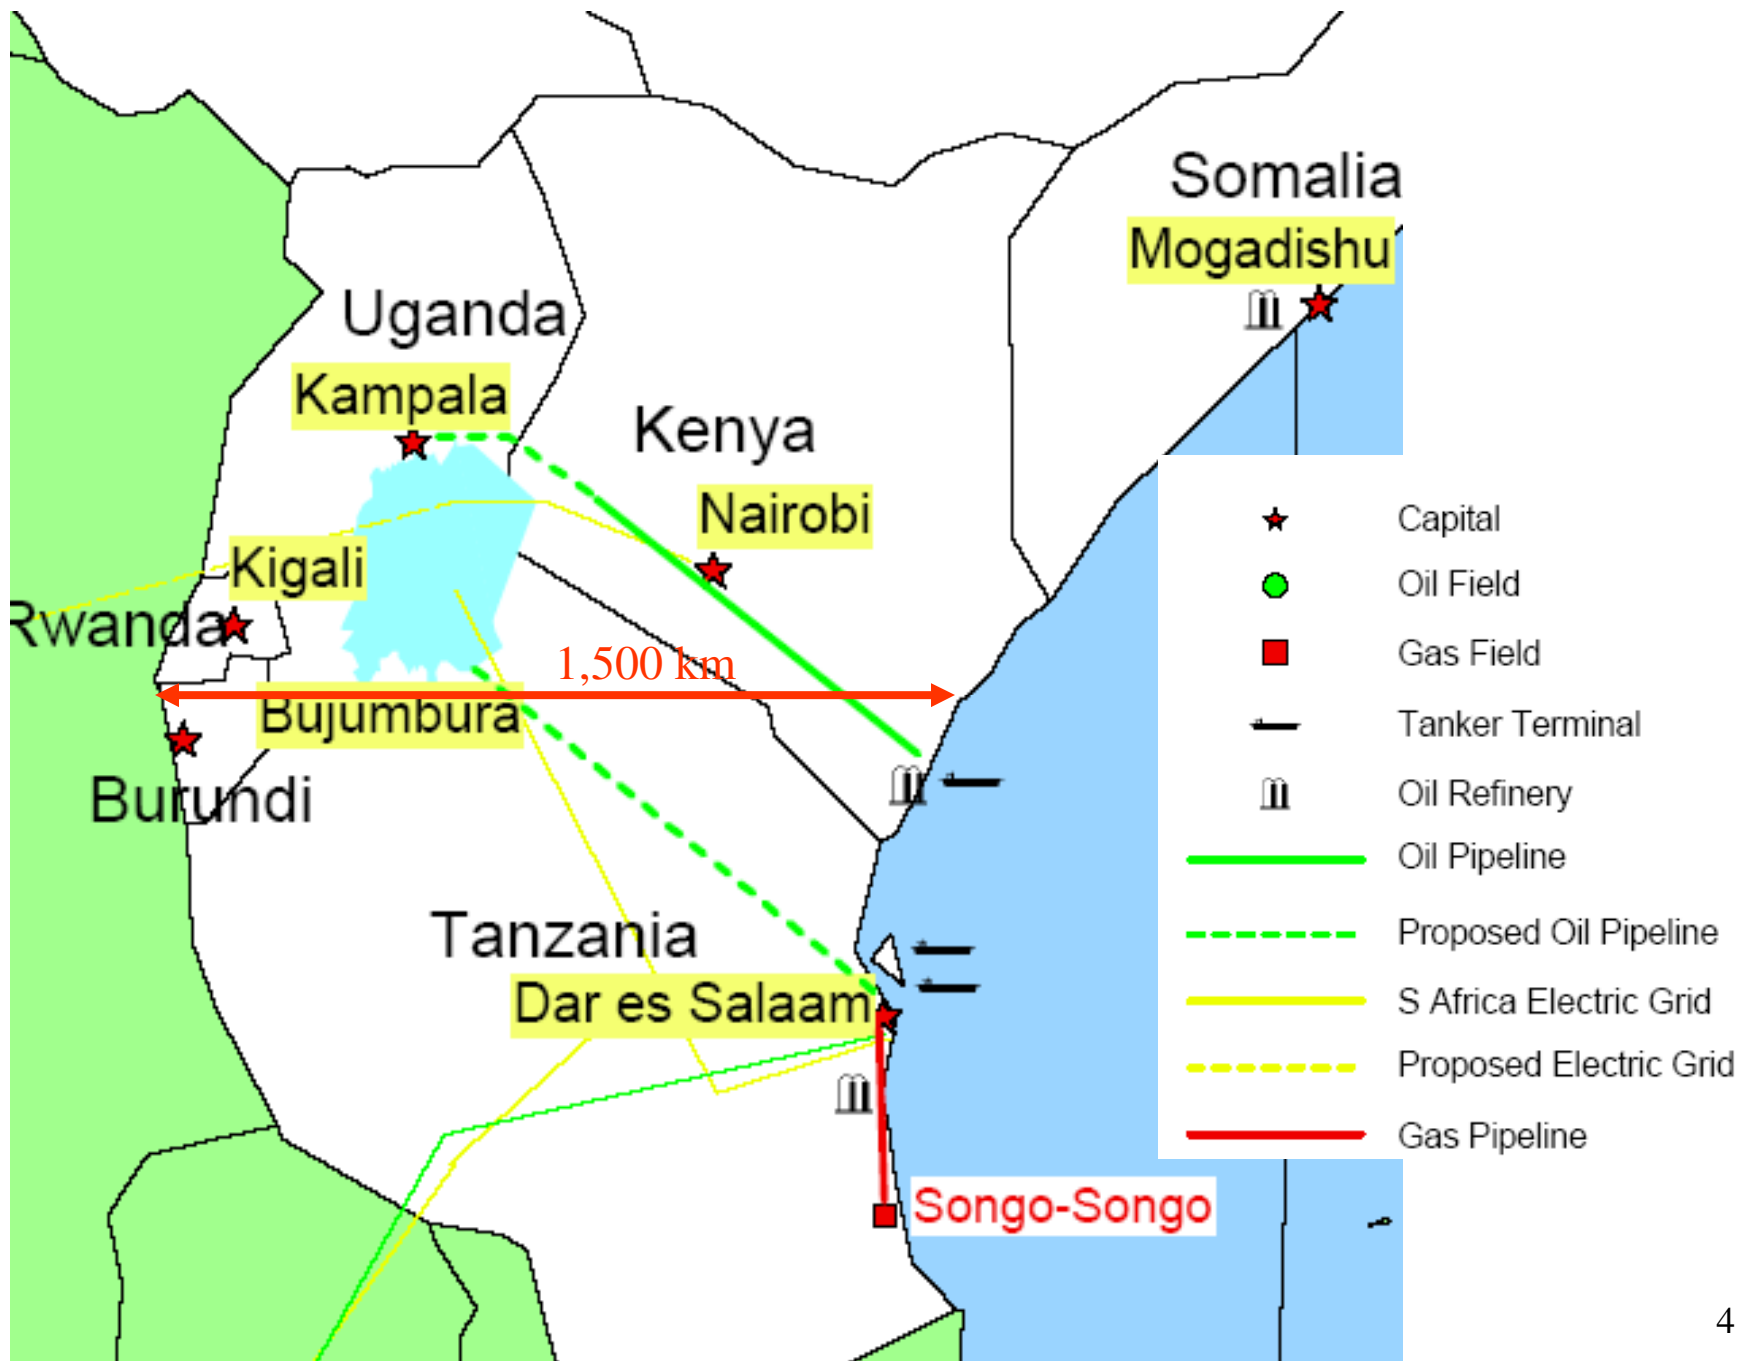 Somalia
Mogadishu
Uganda
Kampala
Kenya
Nairobi
Kigali
Rwanda
1,500 km
Bujumbura
Burundi
Tanzania
Dar es Salaam
Songo-Songo
Capital
Oil Field
Gas Field
Tanker Terminal
Oil Refinery
Oil Pipeline
Proposed Oil Pipeline
S Africa Electric Grid
Proposed Electric Grid
Gas Pipeline
4